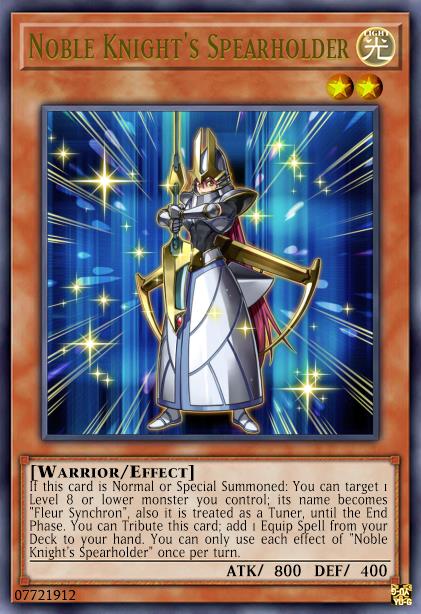 Noble Knight's Spearholder
LIGHT
光
[Warrior/Effect]
If this card is Normal or Special Summoned: You can target 1
Level 8 or lower monster you control; its name becomes
"Fleur Synchron", also it is treated as a Tuner, until the End
Phase. You can Tribute this card; add 1 Equip Spell from your
Deck to your hand. You can only use each effect of "Noble
Knight's Spearholder" once per turn.
ATK/ 800 DEF/ 400
07721912